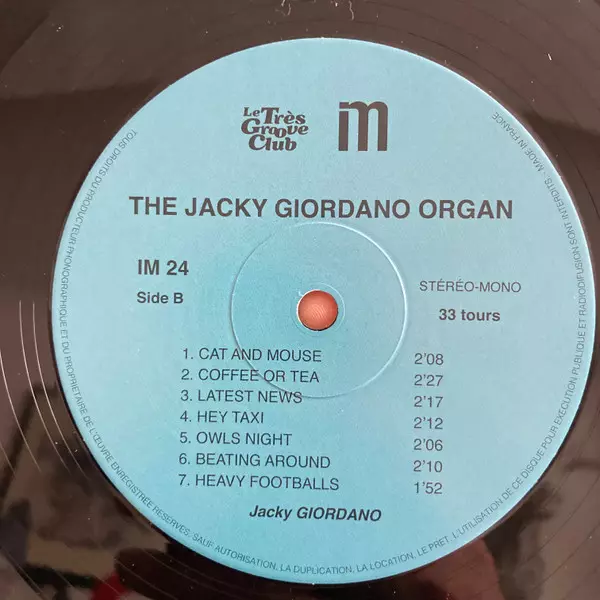 Le Très
Groove
Club
im
THE JACKY GIORDANO ORGAN
IM 24
Side B
STÉRÉO-MONO
33 tours
1. CAT AND MOUSE 2'08
2. COFFEE OR TEA 2'27
3. LATEST NEWS 2'17
4. HEY TAXI 2'12
5. OWLS NIGHT 2'06
6. BEATING AROUND 2'10
7. HEAVY FOOTBALLS 1'52
Jacky GIORDANO
TOUS DROITS DU PRODUCTEUR PHONOGRAPHIQUE ET DU PROPRIETAIRE DE L'ŒUVRE ENREGISTRÉE RESERVES. SAUF AUTORISATION, LA DUPLICATION, LA LOCATION, LE PRET, L'UTILISATION DE CE DISQUE POUR EXECUTION PUBLIQUE ET RADIODIFUSION SONT INTERDITS - MADE IN FRANCE